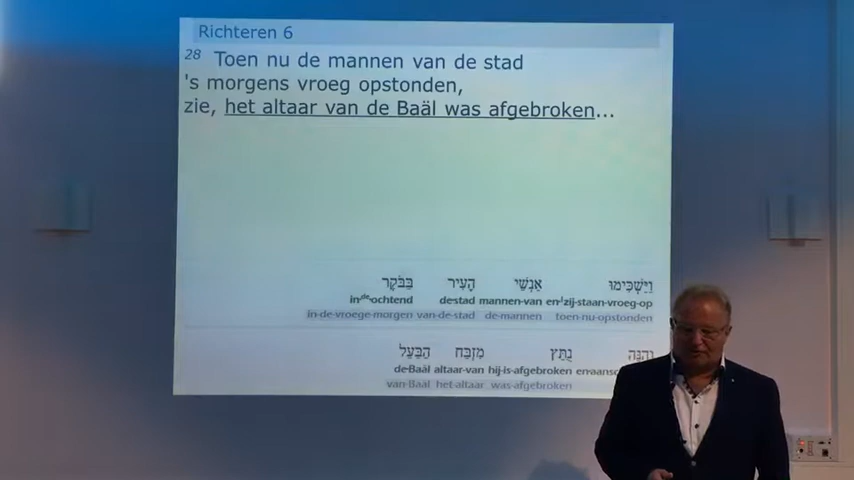 Richteren 6
28 Toen nu de mannen van de stad
's morgens vroeg opstonden,
zie, het altaar van de Baäl was afgebroken...
וַיַּשְׁכִּימוּ אַנְשֵׁי הָעִיר בַּבֹּקֶר
in-de-ochtend destad mannen-van en-zij-staan-vroeg-op
in-de-vroege-morgen van-de-stad de-mannen toen-nu-opstonden
וְהִנֵּה נֻתַּץ מִזְבַּח הַבַּעַל
de-Baäl altaar-van hij-is-afgebroken
van-Baäl het-altaar was-afgebroken